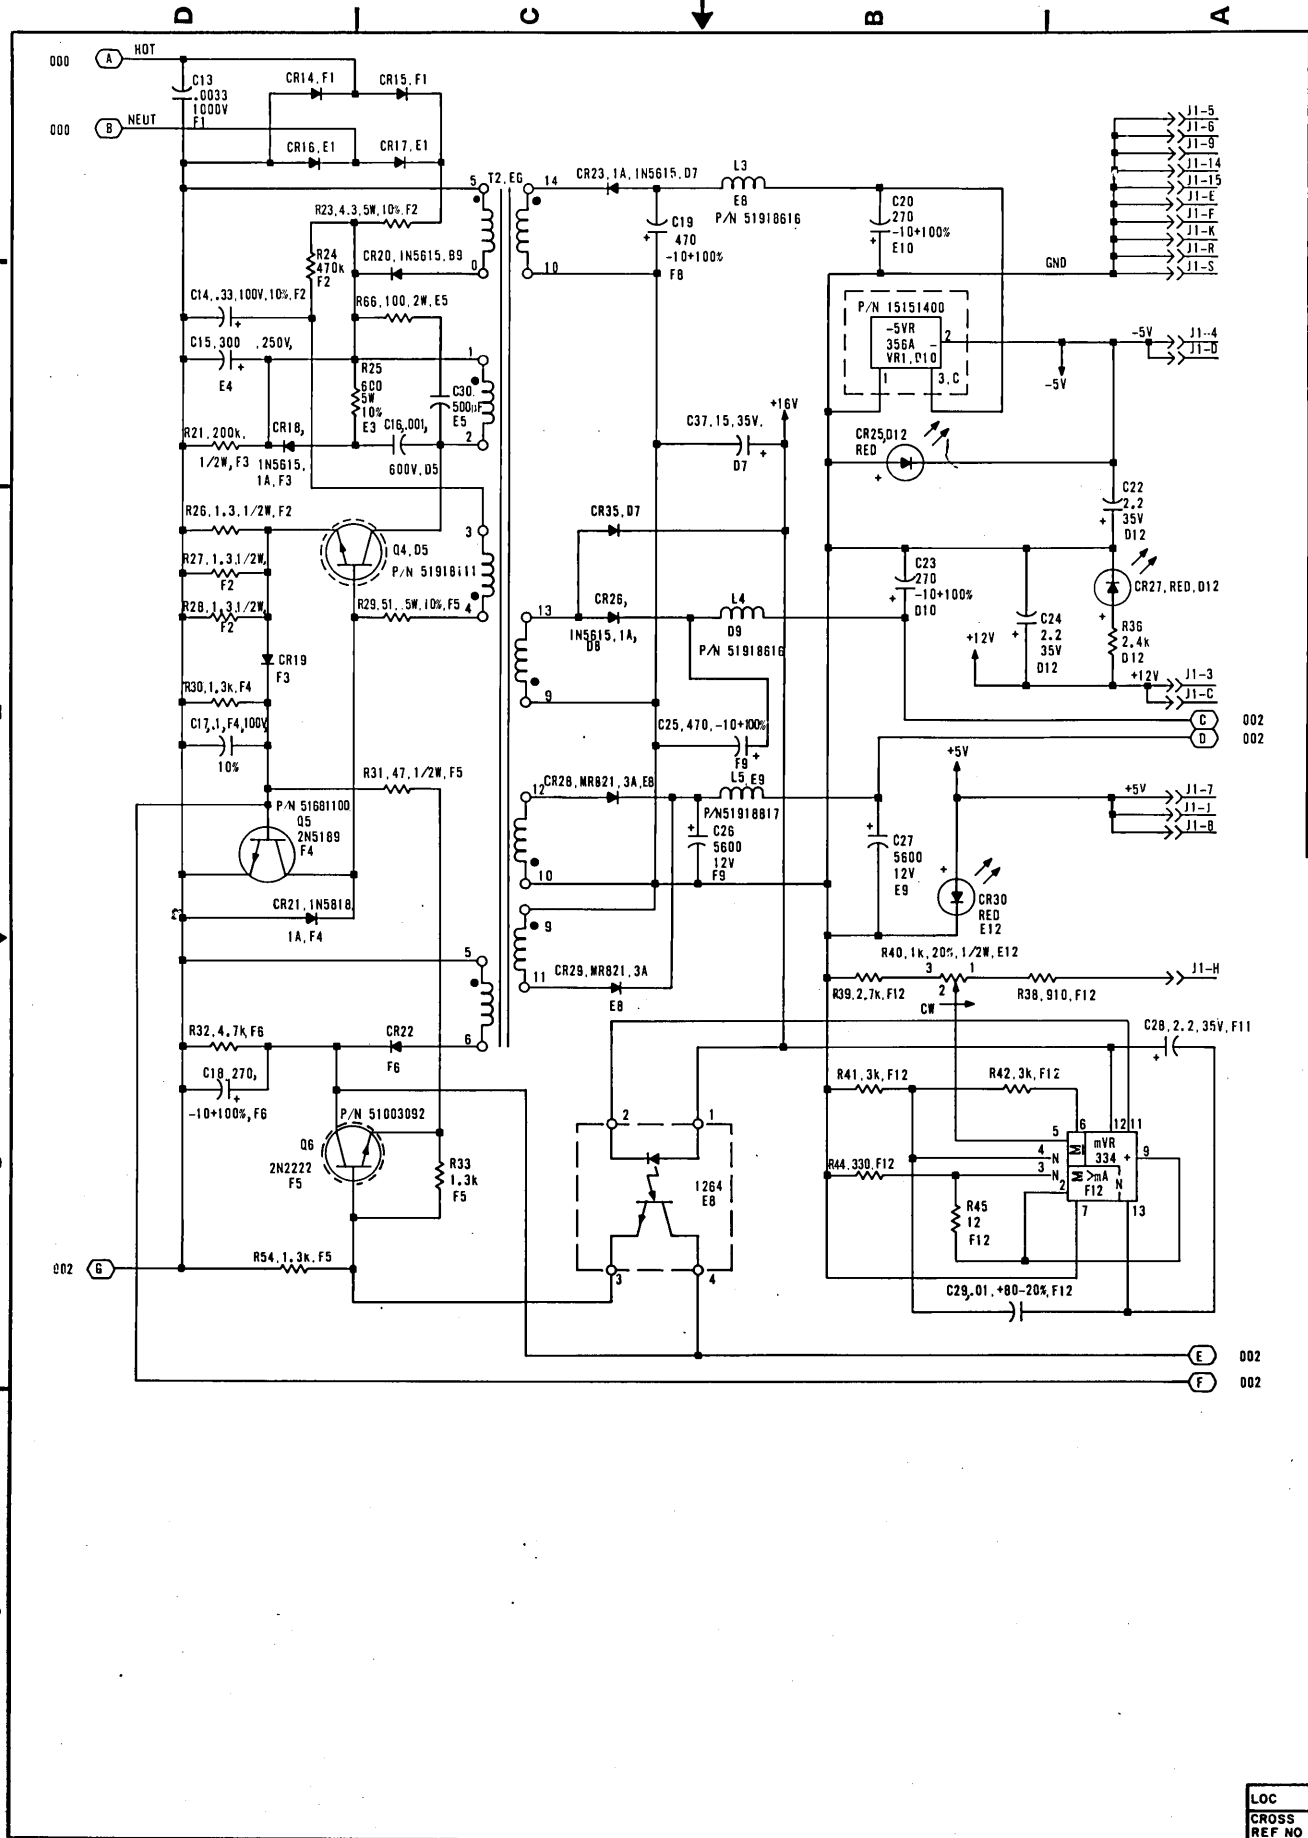 D
C
B
A
000
A
HOT
C13
.0033
1000V
F1
CR14, F1
CR15, F1
000
B
NEUT
CR16, E1
CR17, E1
J1-5
J1-6
J1-9
J1-14
J1-15
J1-E
J1-F
J1-K
J1-R
J1-S
5
T2, EG
14
CR23, 1A, IN5615, D7
L3
E8
P/N 51918616
R23, 4.3, 5W, 10%, F2
C19
470
-10+100%
F8
C20
270
-10+100%
E10
R24
470k
F2
CR20, IN5615, B9
10
GND
C14, .33, 100V, 10%, F2
R66, 100, 2W, E5
P/N 15151400
-5VR
356A
VR1, D10
2
1
3, C
-5V
J1-4
J1-D
-5V
C15, 300 .250V,
E4
1
R25
600
5W
10%
E3
C30,
500pF
E5
+16V
C37, 15, 35V,
D7
CR25, D12
RED
R21, 200k,
1/2W, F3
CR18,
1N5615,
1A, F3
C16, 001,
600V, D5
2
C22
2.2
35V
D12
R26, 1.3, 1/2W, F2
Q4, D5
P/N 51918111
3
CR35, D7
R27, 1.3, 1/2W,
F2
C23
270
-10+100%
D10
CR27, RED, D12
R28, 1.3, 1/2W,
F2
R29, 51, .5W, 10%, F5
4
13
CR26,
IN5615, 1A,
D8
L4
D9
P/N 51918616
C24
2.2
35V
D12
R36
2.4k
D12
+12V
CR19
F3
+12V
J1-3
J1-C
R30, 1.3k, F4
9
C17, .1, F4, 100V,
10%
C25, 470, -10+100%
F9
C
002
D
002
R31, 47, 1/2W, F5
CR28, MR821, 3A, E8
12
L5, E9
P/N51918817
+5V
+5V
J1-7
J1-J
J1-8
P/N 51681100
Q5
2N5189
F4
C26
5600
12V
F9
C27
5600
12V
E9
10
CR30
RED
E12
CR21, 1N5818,
1A, F4
9
5
11
CR29, MR821, 3A
E8
R40, 1k, 20%, 1/2W, E12
3
1
2
R39, 2.7k, F12
CW
R38, 910, F12
J1-H
R32, 4.7k, F6
CR22
F6
6
C28, 2.2, 35V, F11
C18, 270,
-10+100%, F6
P/N 51003092
Q6
2N2222
F5
R41, 3k, F12
R42, 3k, F12
2
1
1264
E8
3
4
R33
1.3k
F5
R44, 330, F12
R45
12
F12
5
6
12
11
4
N
3
N
2
M
mVR
334
+
9
M
>mA
N
F12
7
13
002
G
R54, 1.3k, F5
C29, .01, +80-20%, F12
E
002
F
002
LOC
CROSS
REF NO